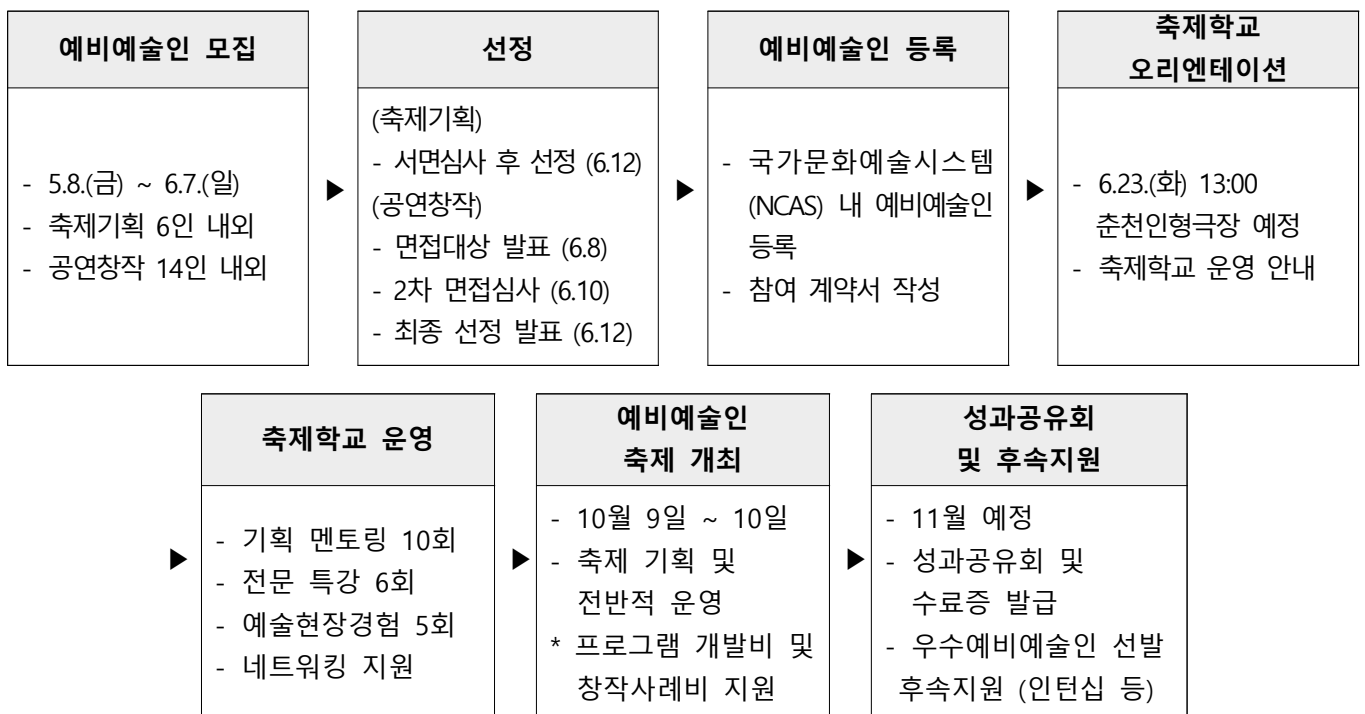 예비예술인 모집
- 5.8.(금) ~ 6.7.(일)
- 축제기획 6인 내외
- 공연창작 14인 내외
▶
선정
(축제기획)
- 서면심사 후 선정 (6.12)
(공연창작)
- 면접대상 발표 (6.8)
- 2차 면접심사 (6.10)
- 최종 선정 발표 (6.12)
▶
예비예술인 등록
- 국가문화예술시스템
(NCAS) 내 예비예술인
등록
- 참여 계약서 작성
▶
축제학교
오리엔테이션
- 6.23.(화) 13:00
춘천인형극장 예정
- 축제학교 운영 안내
▶
축제학교 운영
- 기획 멘토링 10회
- 전문 특강 6회
- 예술현장경험 5회
- 네트워킹 지원
▶
예비예술인
축제 개최
- 10월 9일 ~ 10일
- 축제 기획 및
전반적 운영
* 프로그램 개발비 및
창작사례비 지원
▶
성과공유회
및 후속지원
- 11월 예정
- 성과공유회 및
수료증 발급
- 우수예비예술인 선발
후속지원 (인턴십 등)